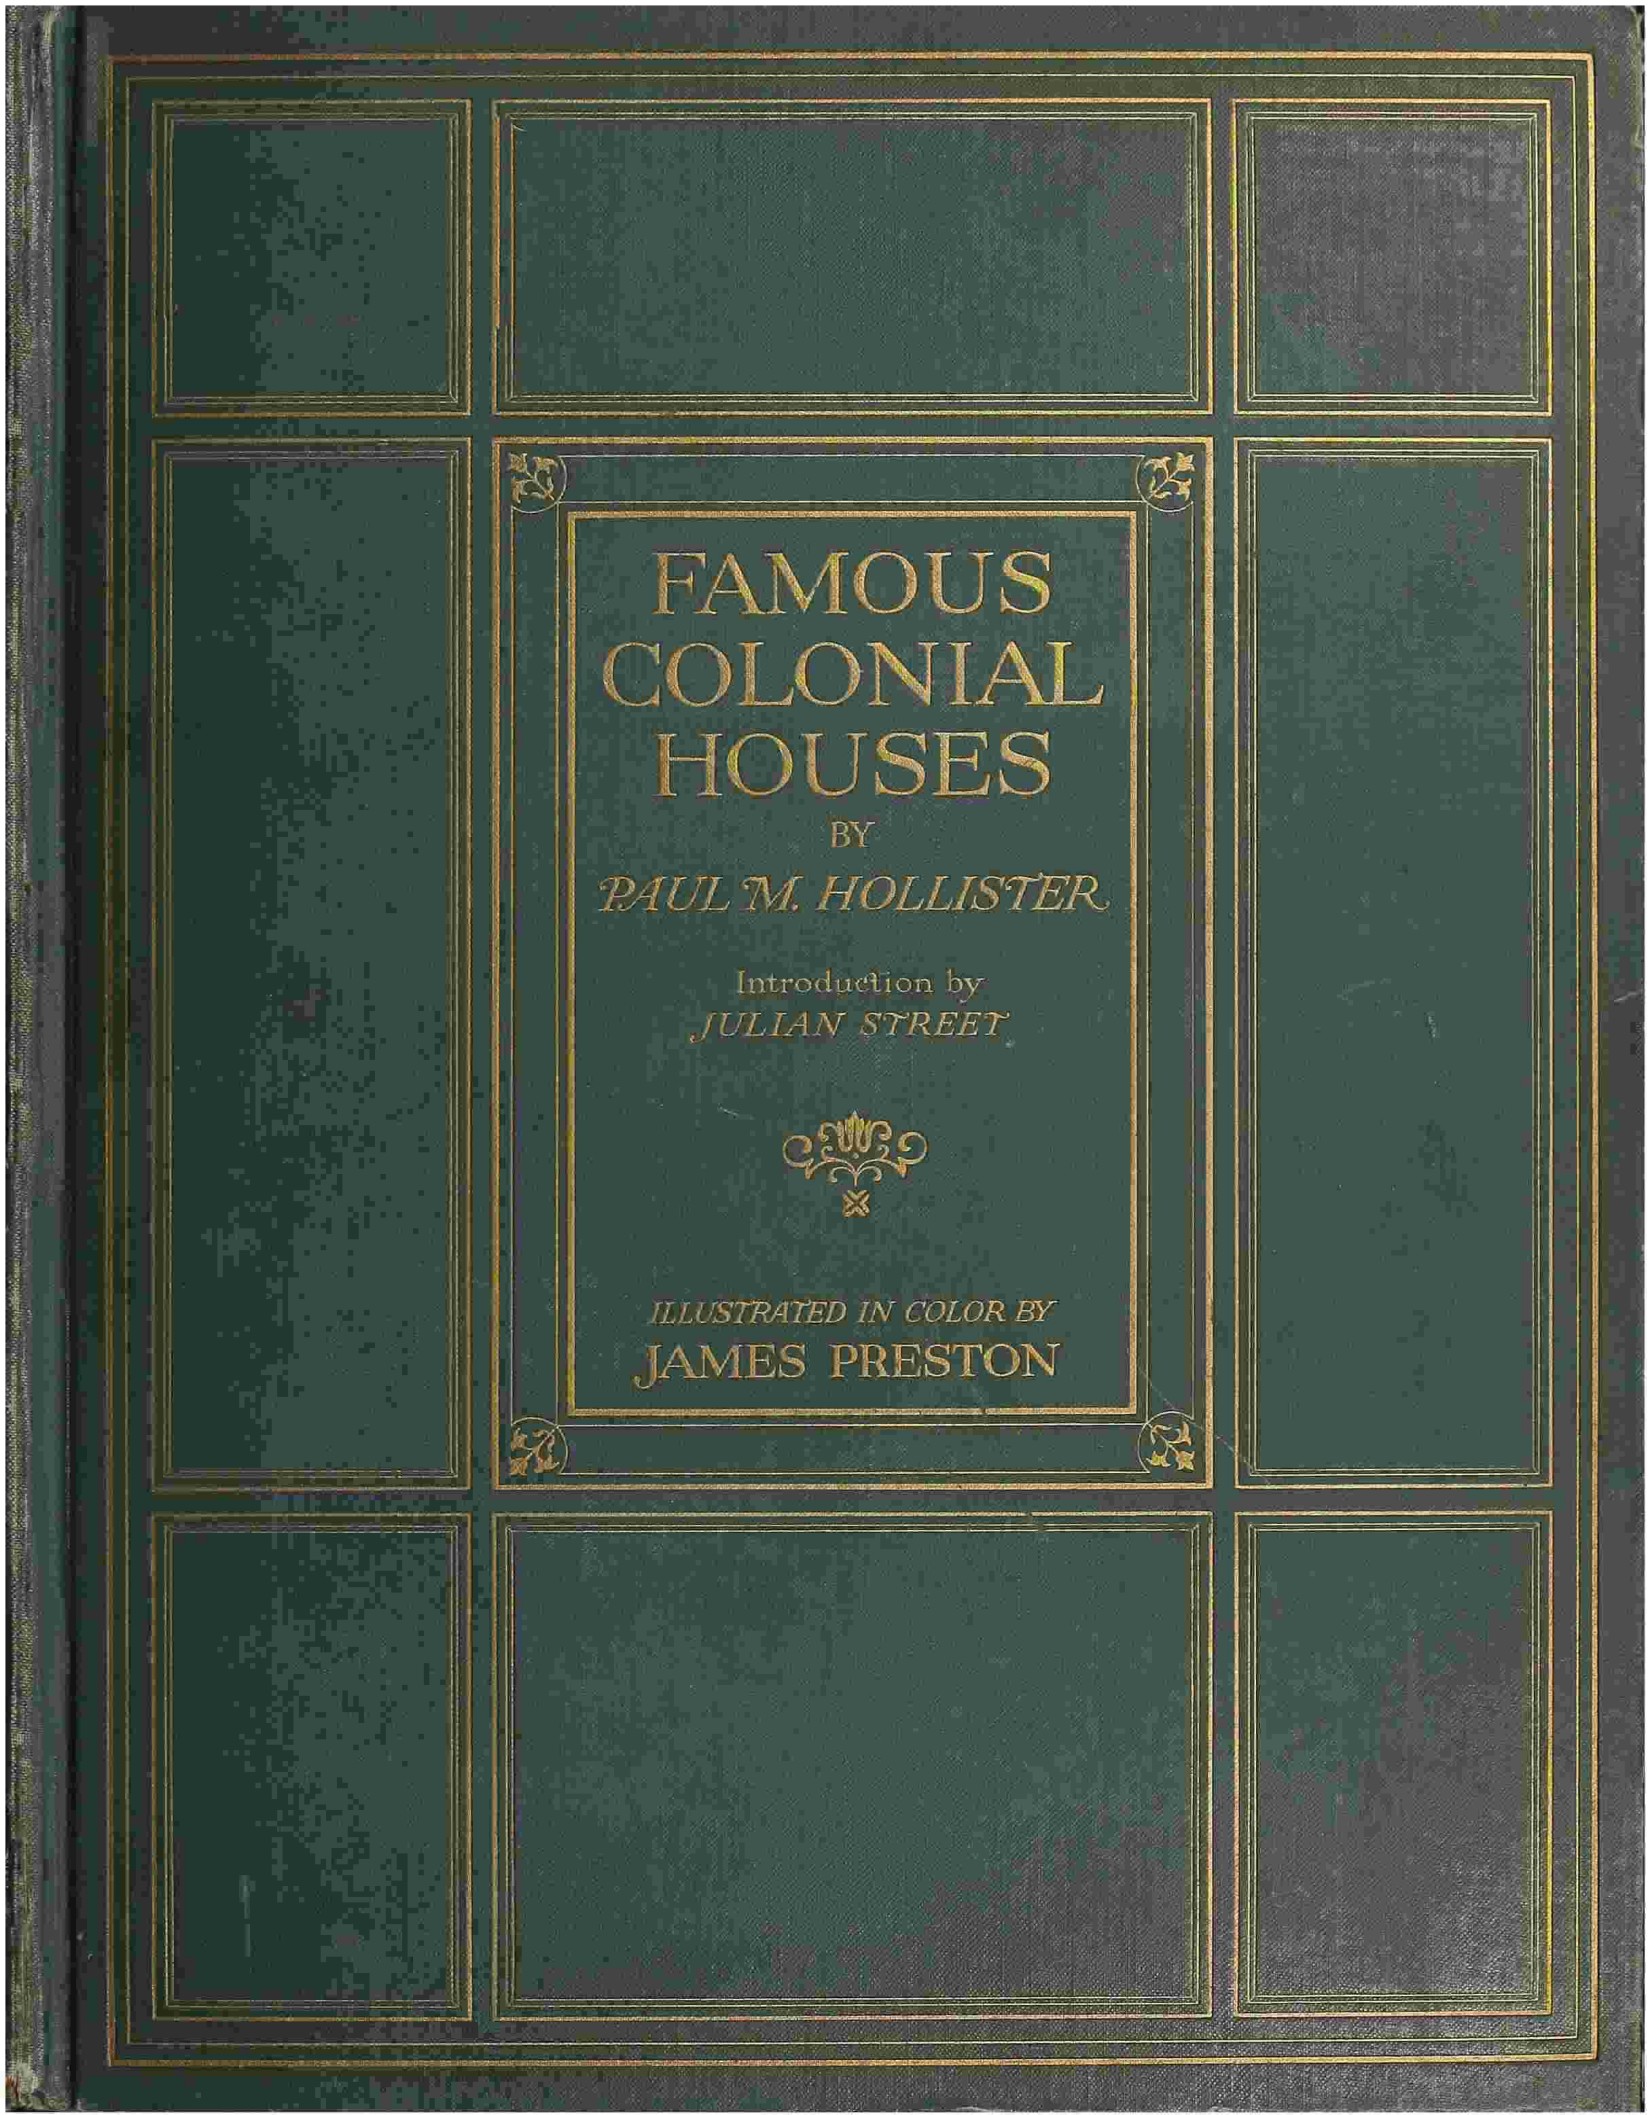 FAMOUS
COLONIAL
HOUSES
BY
PAUL M. HOLLISTER
Introduction by
JULIAN STREET
ILLUSTRATED IN COLOR BY
JAMES PRESTON